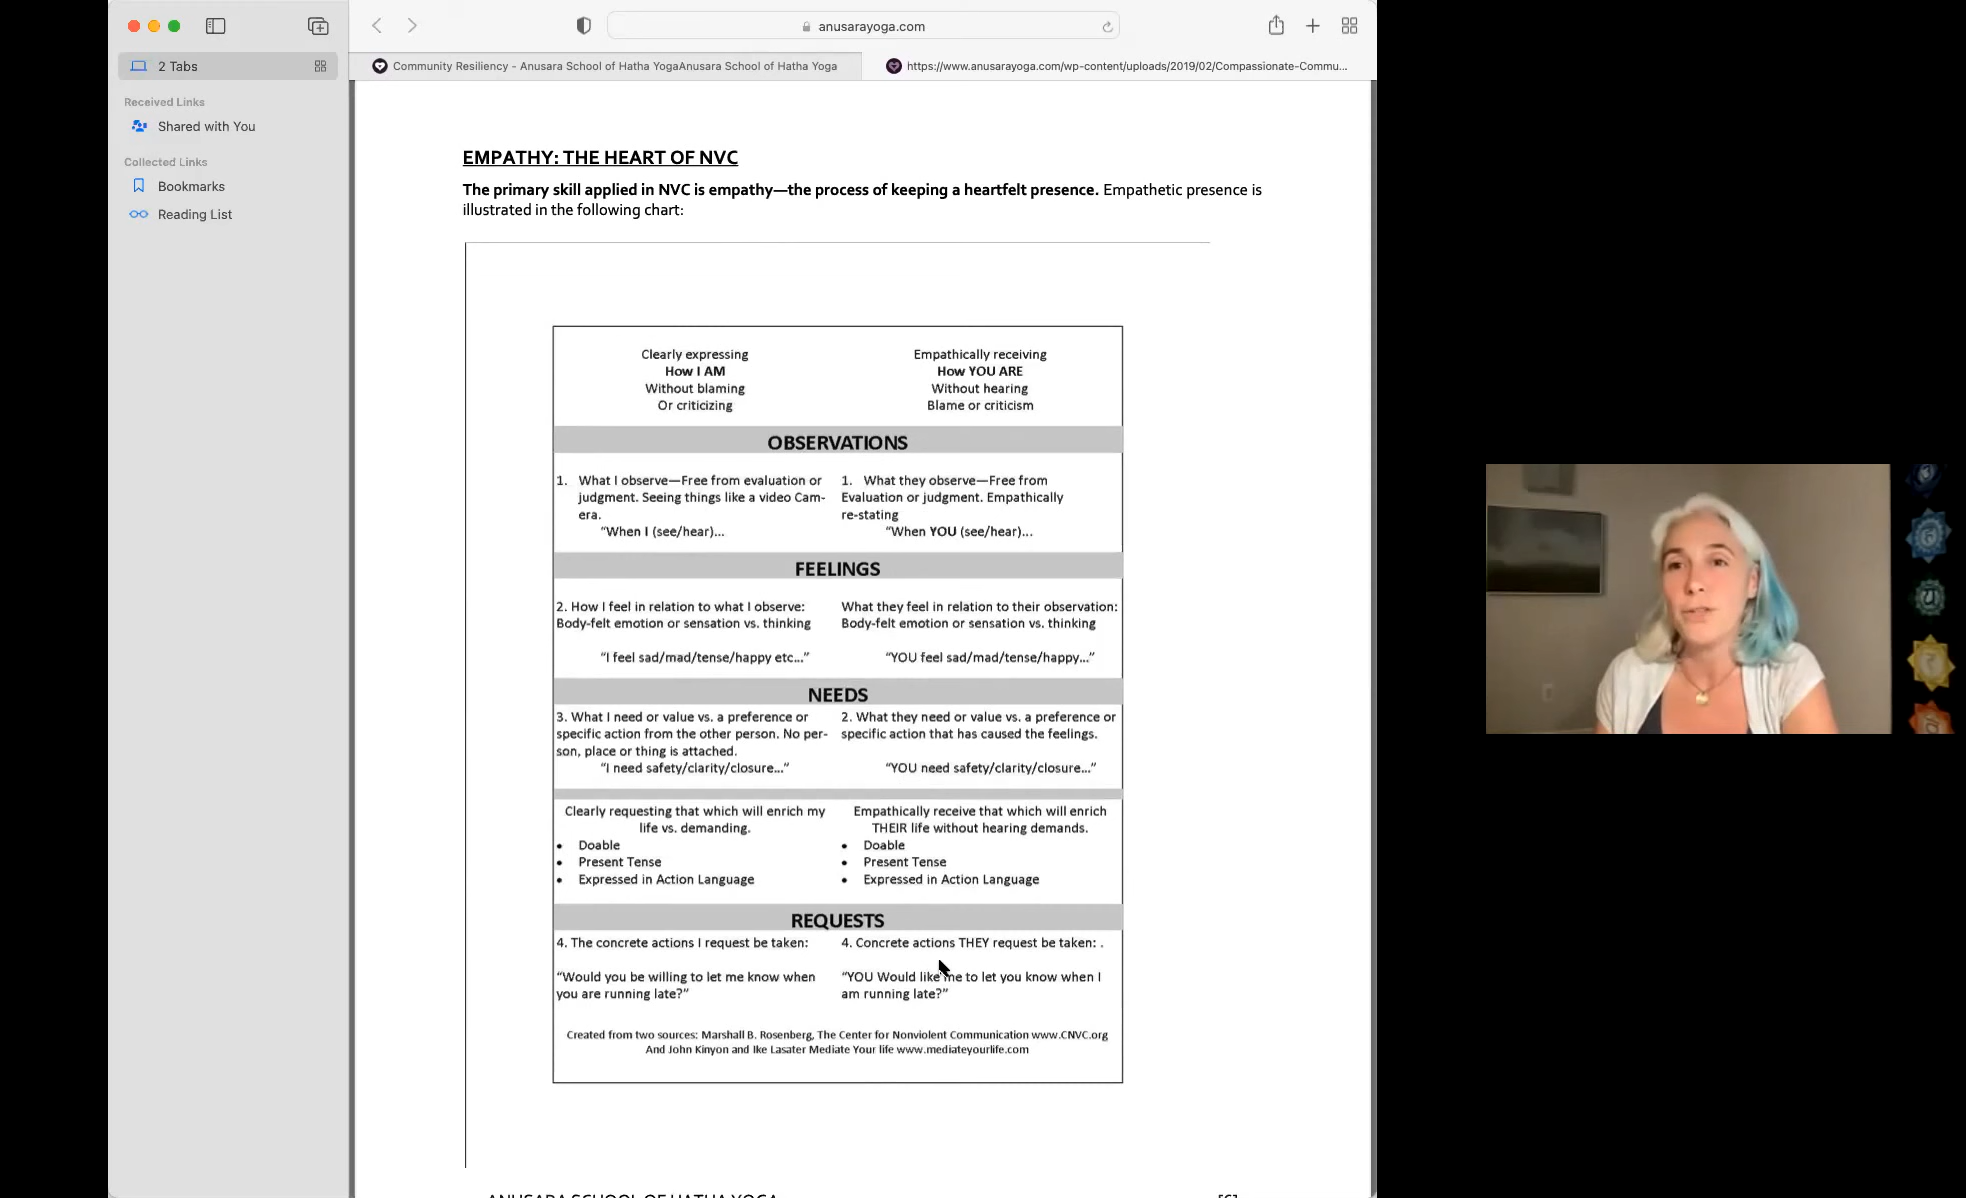 anusarayoga.com
2 Tabs
Community Resiliency - Anusara School of Hatha YogaAnusara School of Hatha Yoga
https://www.anusarayoga.com/wp-content/uploads/2019/02/Compassionate-Commu...
Received Links
Shared with You
Collected Links
Bookmarks
Reading List
EMPATHY: THE HEART OF NVC
The primary skill applied in NVC is empathy—the process of keeping a heartfelt presence. Empathetic presence is
illustrated in the following chart:
Clearly expressing
How I AM
Without blaming
Or criticizing
Empathically receiving
How YOU ARE
Without hearing
Blame or criticism
OBSERVATIONS
1. What I observe—Free from evaluation or
judgment. Seeing things like a video Cam-
era.
“When I (see/hear)...
1. What they observe—Free from
Evaluation or judgment. Empathically
re-stating
“When YOU (see/hear)...
FEELINGS
2. How I feel in relation to what I observe:
Body-felt emotion or sensation vs. thinking
“I feel sad/mad/tense/happy etc...”
What they feel in relation to their observation:
Body-felt emotion or sensation vs. thinking
“YOU feel sad/mad/tense/happy...”
NEEDS
3. What I need or value vs. a preference or
specific action from the other person. No per-
son, place or thing is attached.
“I need safety/clarity/closure...”
2. What they need or value vs. a preference or
specific action that has caused the feelings.
“YOU need safety/clarity/closure...”
Clearly requesting that which will enrich my
life vs. demanding.
• Doable
• Present Tense
• Expressed in Action Language
Empathically receive that which will enrich
THEIR life without hearing demands.
• Doable
• Present Tense
• Expressed in Action Language
REQUESTS
4. The concrete actions I request be taken:
“Would you be willing to let me know when
you are running late?”
4. Concrete actions THEY request be taken: .
“YOU Would like me to let you know when I
am running late?”
Created from two sources: Marshall B. Rosenberg, The Center for Nonviolent Communication www.CNVC.org
And John Kinyon and Ike Lasater Mediate Your life www.mediateyourlife.com
ANUSARA SCHOOL OF HATHA YOGA
[6]